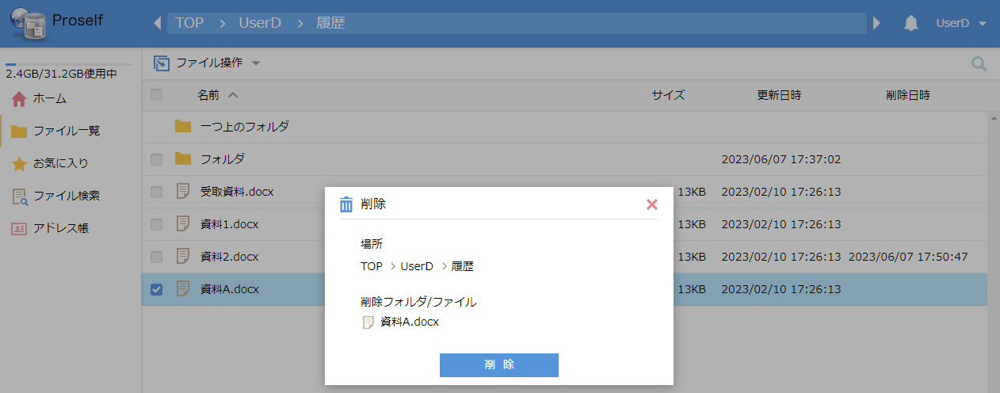 Proself
TOP > UserD > 履歴
UserD
2.4GB/31.2GB使用中
ホーム
ファイル一覧
お気に入り
ファイル検索
アドレス帳
ファイル操作
名前 サイズ 更新日時 削除日時
一つ上のフォルダ
フォルダ 2023/06/07 17:37:02
受取資料.docx 13KB 2023/02/10 17:26:13
資料1.docx 13KB 2023/02/10 17:26:13
資料2.docx 13KB 2023/02/10 17:26:13 2023/06/07 17:50:47
資料A.docx 13KB 2023/02/10 17:26:13
削除
場所
TOP > UserD > 履歴
削除フォルダ/ファイル
資料A.docx
削 除